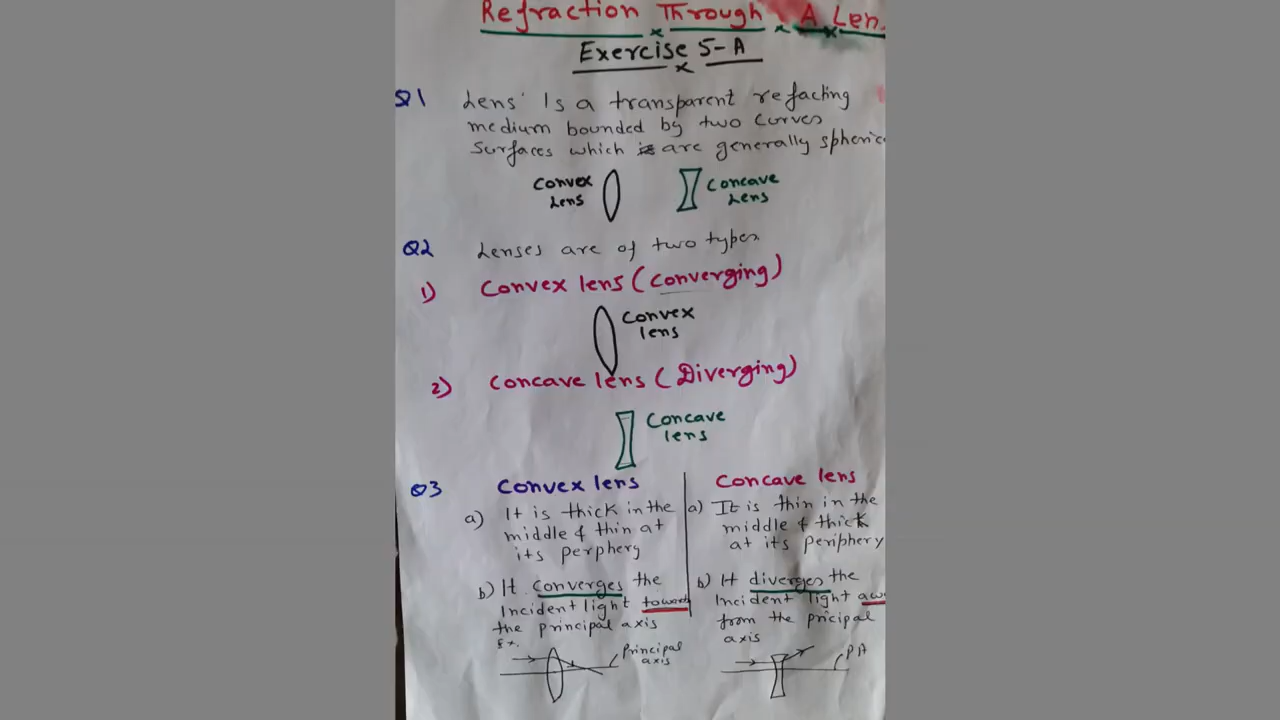 Refraction Through A Len
Exercise 5-A
Q1 Lens Is a transparent refacting
medium bounded by two curves
surfaces which is are generally spheric
Convex
Lens
Concave
Lens
Q2 Lenses are of two types.
1) Convex lens (Converging)
Convex
lens
2) Concave lens (Diverging)
Concave
lens
Q3 Convex lens
a) It is thick in the
middle & thin at
its perphery
b) It converges the
Incident light towards
the principal axis
Ex.
Principal
axis
Concave lens
a) It is thin in the
middle & thick
at its periphery
b) It diverges the
Incident light aw
from the pricipal
axis
PA